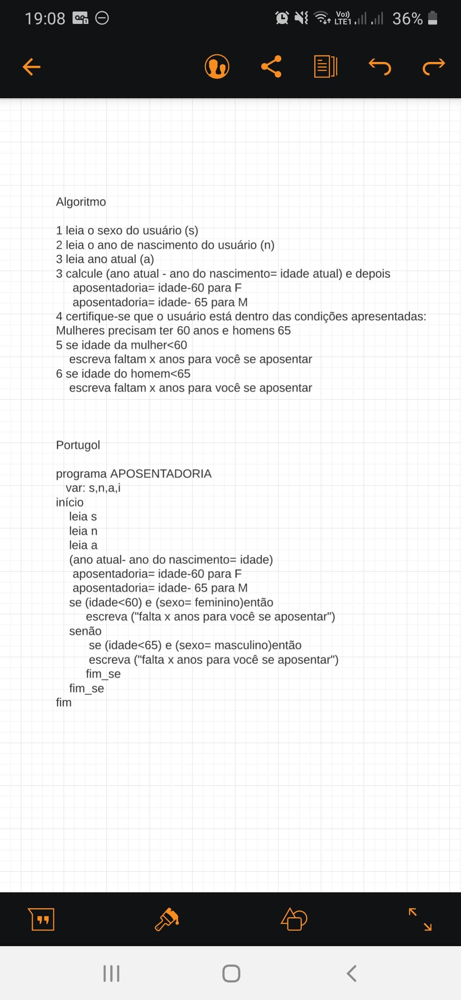 19:08
Vo))
LTE1
36%
Algoritmo
1 leia o sexo do usuário (s)
2 leia o ano de nascimento do usuário (n)
3 leia ano atual (a)
3 calcule (ano atual - ano do nascimento= idade atual) e depois
aposentadoria= idade-60 para F
aposentadoria= idade- 65 para M
4 certifique-se que o usuário está dentro das condições apresentadas:
Mulheres precisam ter 60 anos e homens 65
5 se idade da mulher<60
escreva faltam x anos para você se aposentar
6 se idade do homem<65
escreva faltam x anos para você se aposentar
Portugol
programa APOSENTADORIA
var: s,n,a,i
início
leia s
leia n
leia a
(ano atual- ano do nascimento= idade)
aposentadoria= idade-60 para F
aposentadoria= idade- 65 para M
se (idade<60) e (sexo= feminino)então
escreva ("falta x anos para você se aposentar")
senão
se (idade<65) e (sexo= masculino)então
escreva ("falta x anos para você se aposentar")
fim_se
fim_se
fim